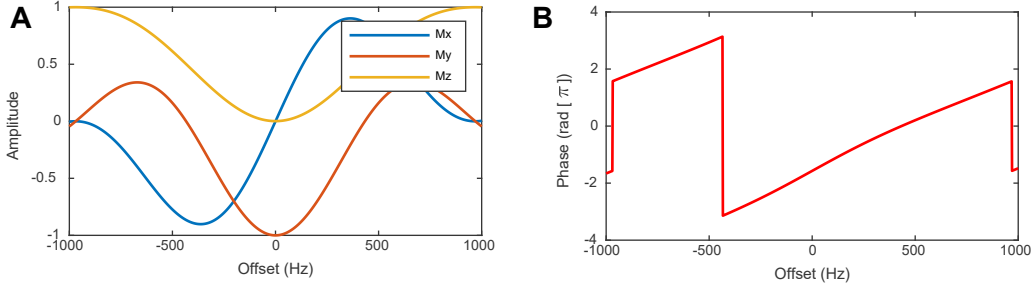 A
Amplitude
1
0.5
0
-0.5
-1
-1000
-500
0
500
1000
Offset (Hz)
Mx
My
Mz
B
Phase (rad [ π])
4
2
0
-2
-4
-1000
-500
0
500
1000
Offset (Hz)